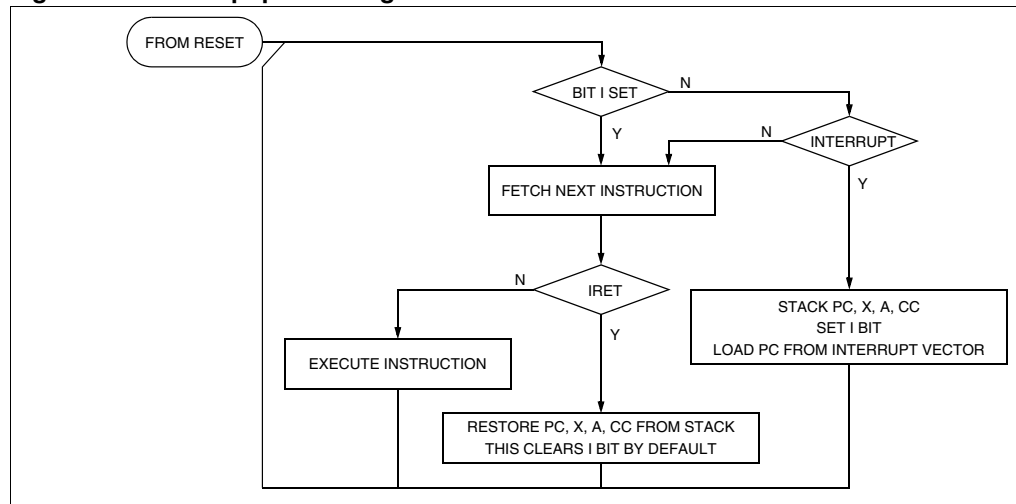 FROM RESET
BIT I SET
N
Y
N
INTERRUPT
Y
FETCH NEXT INSTRUCTION
N
IRET
Y
STACK PC, X, A, CC
SET I BIT
LOAD PC FROM INTERRUPT VECTOR
EXECUTE INSTRUCTION
RESTORE PC, X, A, CC FROM STACK
THIS CLEARS I BIT BY DEFAULT